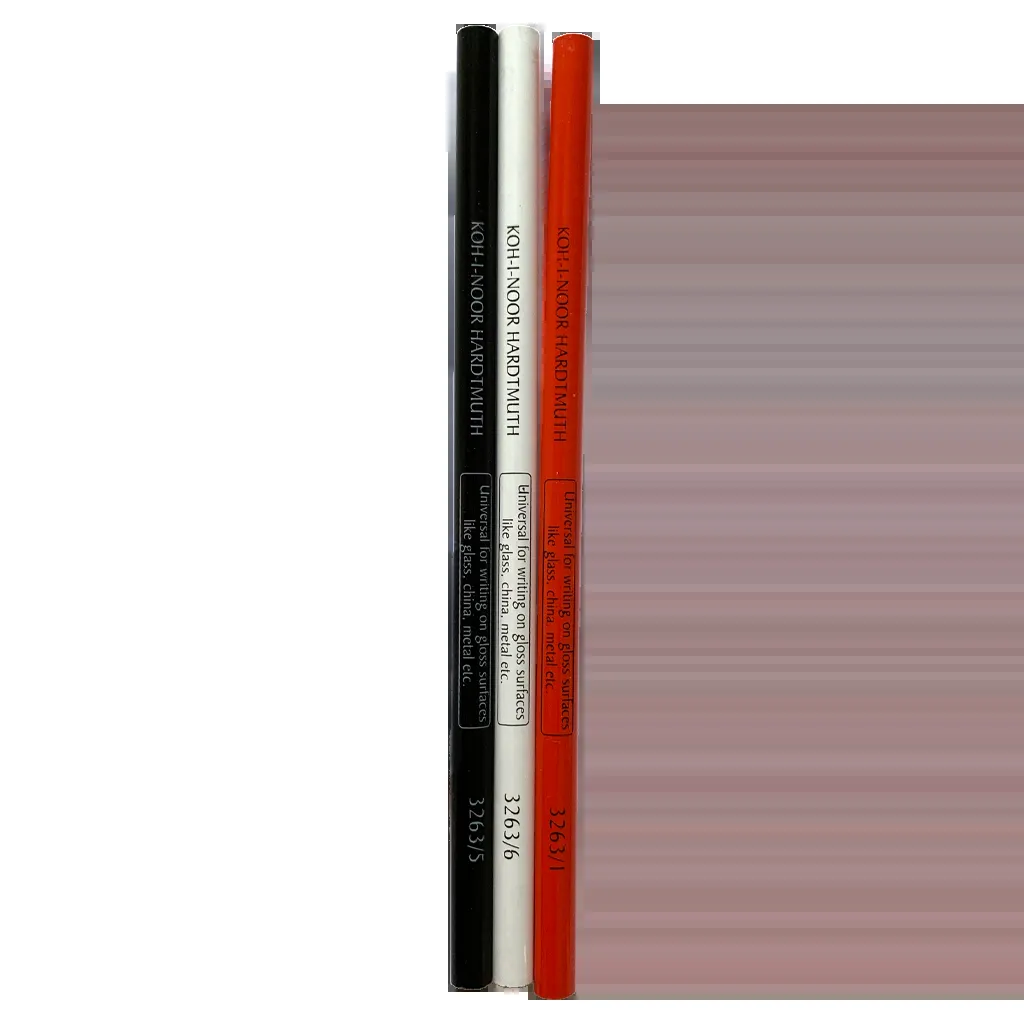 KOH-I-NOOR HARDTMUTH
Universal for writing on gloss surfaces
like glass, china, metal etc.
3263/5
KOH-I-NOOR HARDTMUTH
Universal for writing on gloss surfaces
like glass, china, metal etc.
3263/6
KOH-I-NOOR HARDTMUTH
Universal for writing on gloss surfaces
like glass, china, metal etc.
3263/1